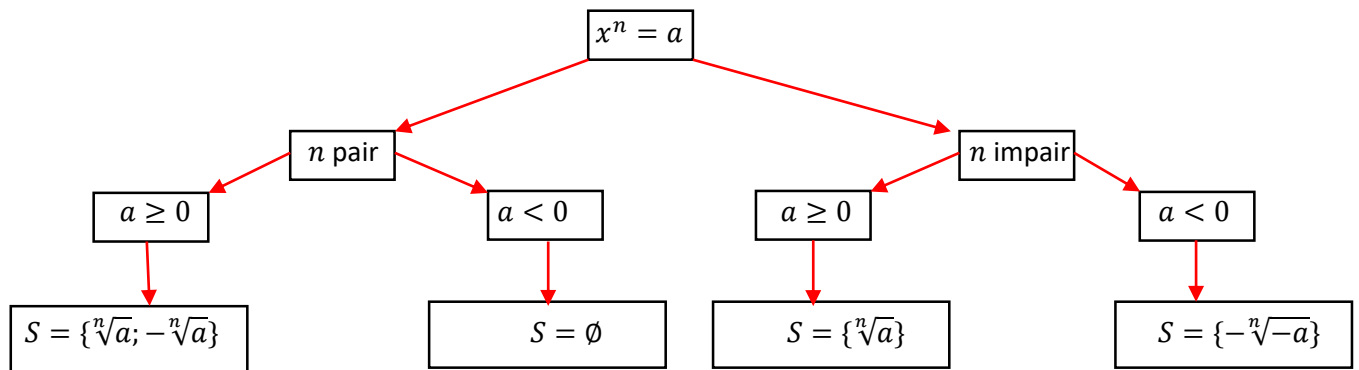 xⁿ = a
n pair
n impair
a ≥ 0
a < 0
a ≥ 0
a < 0
S = {ⁿ√a; −ⁿ√a}
S = ∅
S = {ⁿ√a}
S = {−ⁿ√−a}